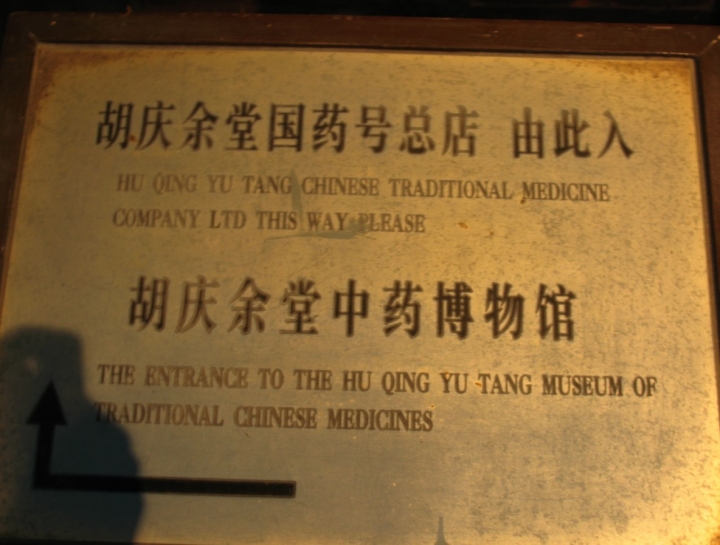 胡庆余堂国药号总店 由此入
HU QING YU TANG CHINESE TRADITIONAL MEDICINE
COMPANY LTD THIS WAY PLEASE
胡庆余堂中药博物馆
THE ENTRANCE TO THE HU QING YU TANG MUSEUM OF
TRADITIONAL CHINESE MEDICINES